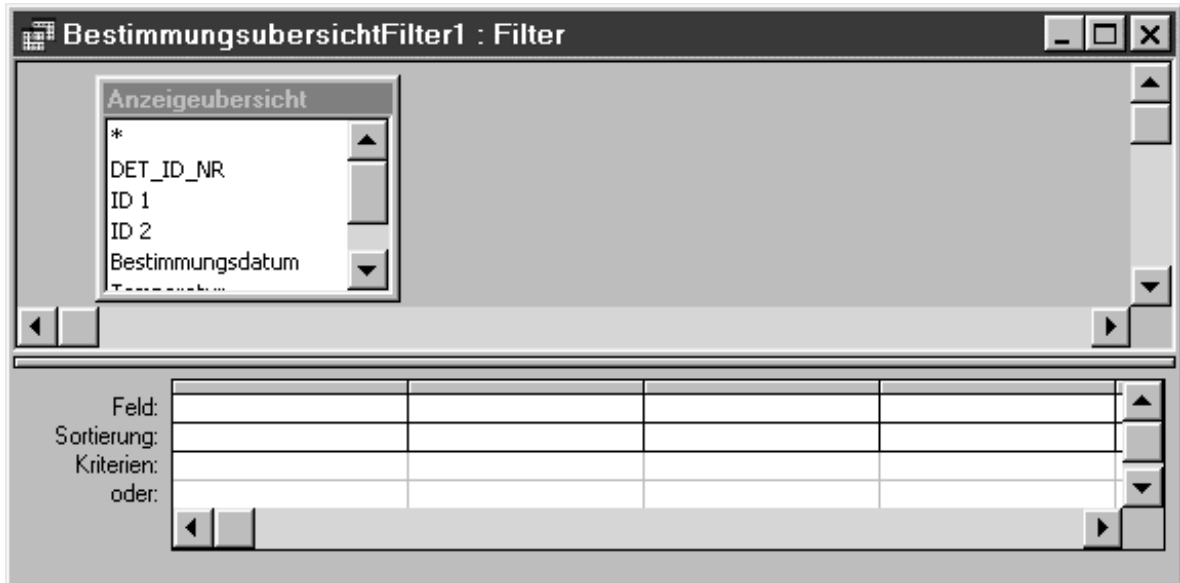 BestimmungsubersichtFilter1 : Filter
Anzeigeubersicht
*
DET_ID_NR
ID 1
ID 2
Bestimmungsdatum
Feld:
Sortierung:
Kriterien:
oder: